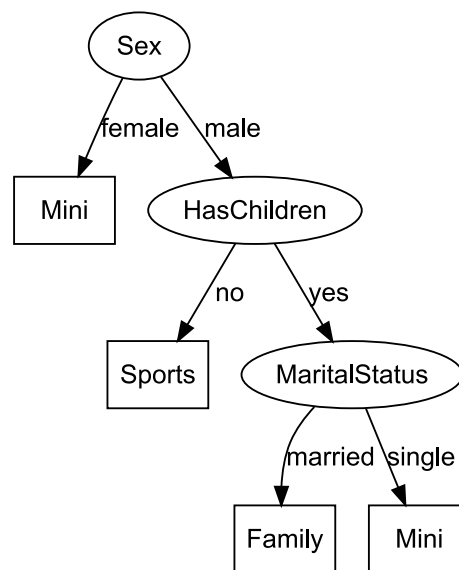 Sex
female
male
Mini
HasChildren
no
yes
Sports
MaritalStatus
married
single
Family
Mini